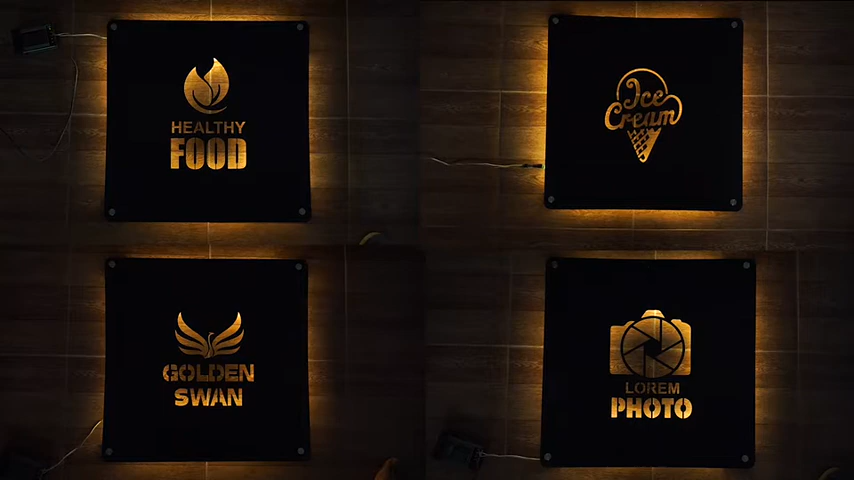 HEALTHY
FOOD
Ice
Cream
GOLDEN
SWAN
LOREM
PHOTO